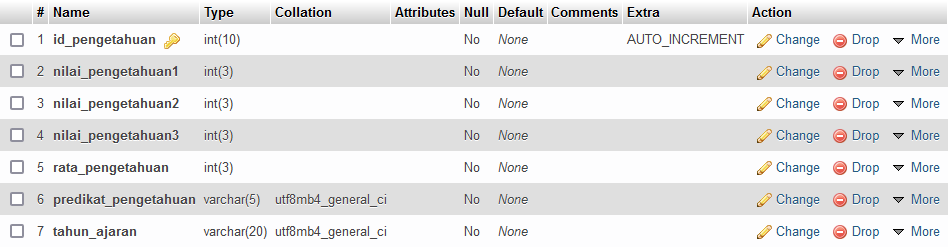 # Name Type Collation Attributes Null Default Comments Extra Action
1 id_pengetahuan int(10) No None AUTO_INCREMENT Change Drop More
2 nilai_pengetahuan1 int(3) No None Change Drop More
3 nilai_pengetahuan2 int(3) No None Change Drop More
4 nilai_pengetahuan3 int(3) No None Change Drop More
5 rata_pengetahuan int(3) No None Change Drop More
6 predikat_pengetahuan varchar(5) utf8mb4_general_ci No None Change Drop More
7 tahun_ajaran varchar(20) utf8mb4_general_ci No None Change Drop More